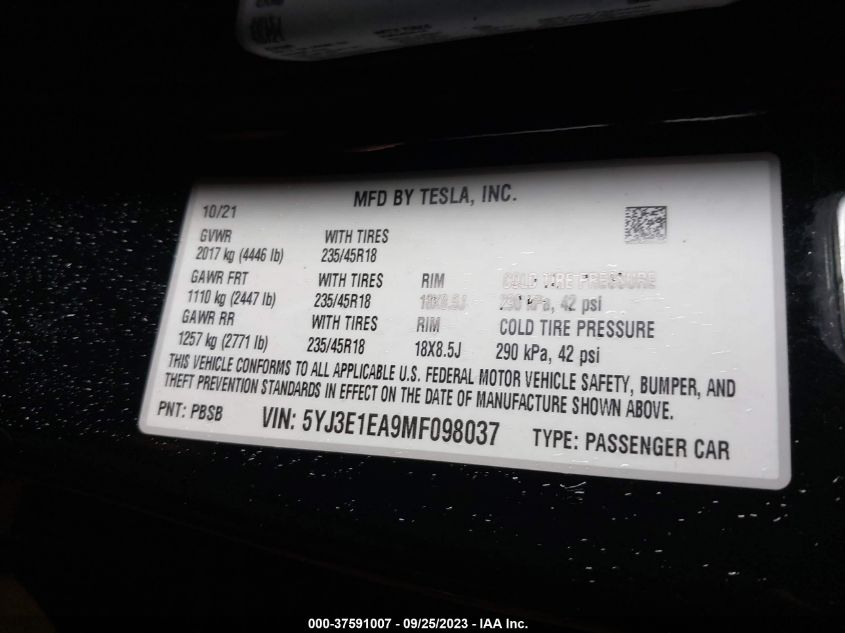 MFD BY TESLA, INC.
10/21
GVWR WITH TIRES
2017 kg (4446 lb) 235/45R18
GAWR FRT WITH TIRES RIM COLD TIRE PRESSURE
1110 kg (2447 lb) 235/45R18 18X8.5J 290 kPa, 42 psi
GAWR RR WITH TIRES RIM COLD TIRE PRESSURE
1257 kg (2771 lb) 235/45R18 18X8.5J 290 kPa, 42 psi
THIS VEHICLE CONFORMS TO ALL APPLICABLE U.S. FEDERAL MOTOR VEHICLE SAFETY, BUMPER, AND
THEFT PREVENTION STANDARDS IN EFFECT ON THE DATE OF MANUFACTURE SHOWN ABOVE.
PNT: PBSB VIN: 5YJ3E1EA9MF098037 TYPE: PASSENGER CAR
000-37591007 - 09/25/2023 - IAA Inc.